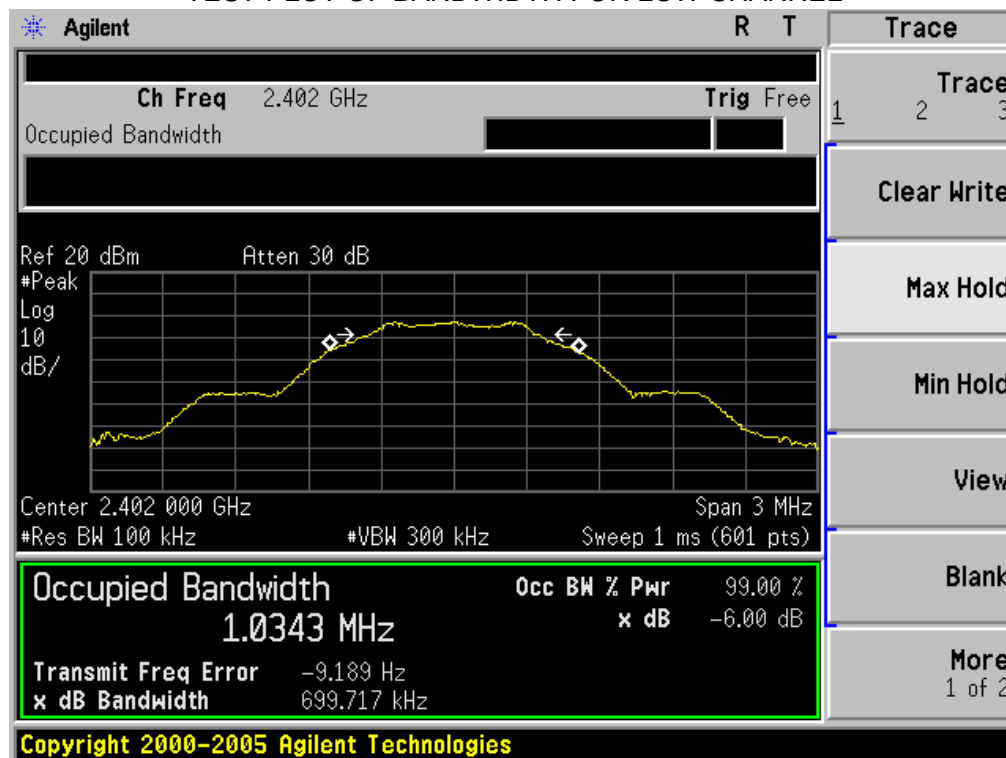 Agilent R T Trace
Ch Freq 2.402 GHz Trig Free
Occupied Bandwidth
Ref 20 dBm Atten 30 dB
#Peak
Log
10
dB/
Center 2.402 000 GHz Span 3 MHz
#Res BW 100 kHz #VBW 300 kHz Sweep 1 ms (601 pts)
Occupied Bandwidth Occ BW % Pwr 99.00 %
1.0343 MHz x dB -6.00 dB
Transmit Freq Error -9.189 Hz
x dB Bandwidth 699.717 kHz
Copyright 2000-2005 Agilent Technologies
Trace
1 2 3
Clear Write
Max Hold
Min Hold
View
Blank
More
1 of 2